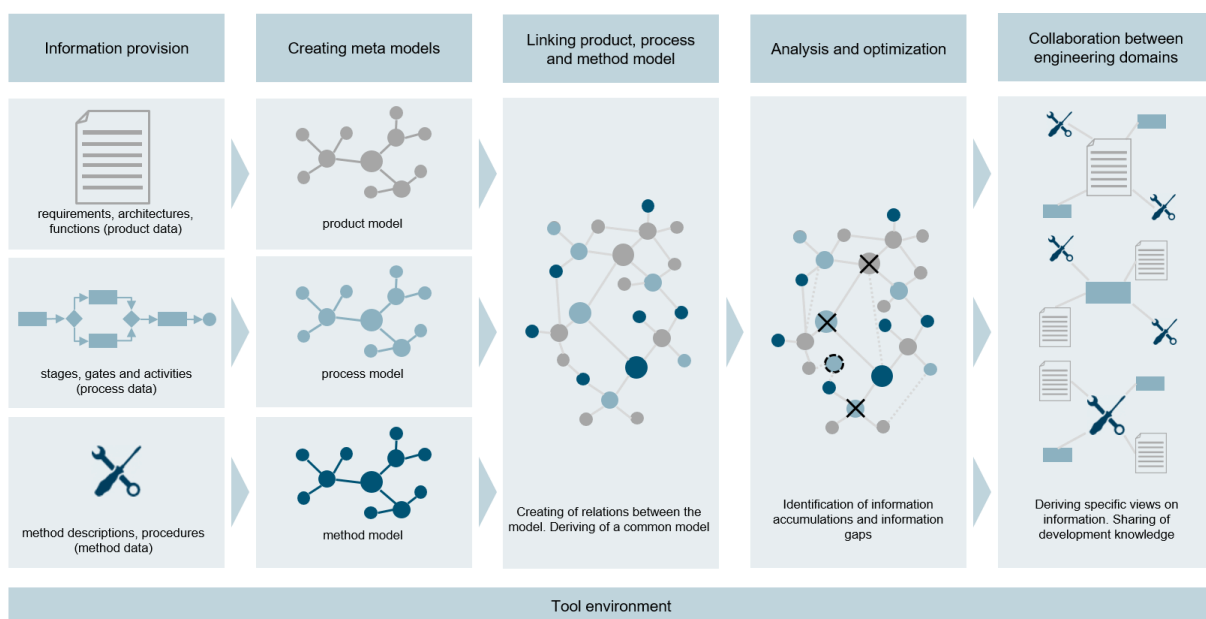 Information provision
Creating meta models
Linking product, process
and method model
Analysis and optimization
Collaboration between
engineering domains
requirements, architectures,
functions (product data)
product model
stages, gates and activities
(process data)
process model
method descriptions, procedures
(method data)
method model
Creating of relations between the
model. Deriving of a common model
Identification of information
accumulations and information
gaps
Deriving specific views on
information. Sharing of
development knowledge
Tool environment